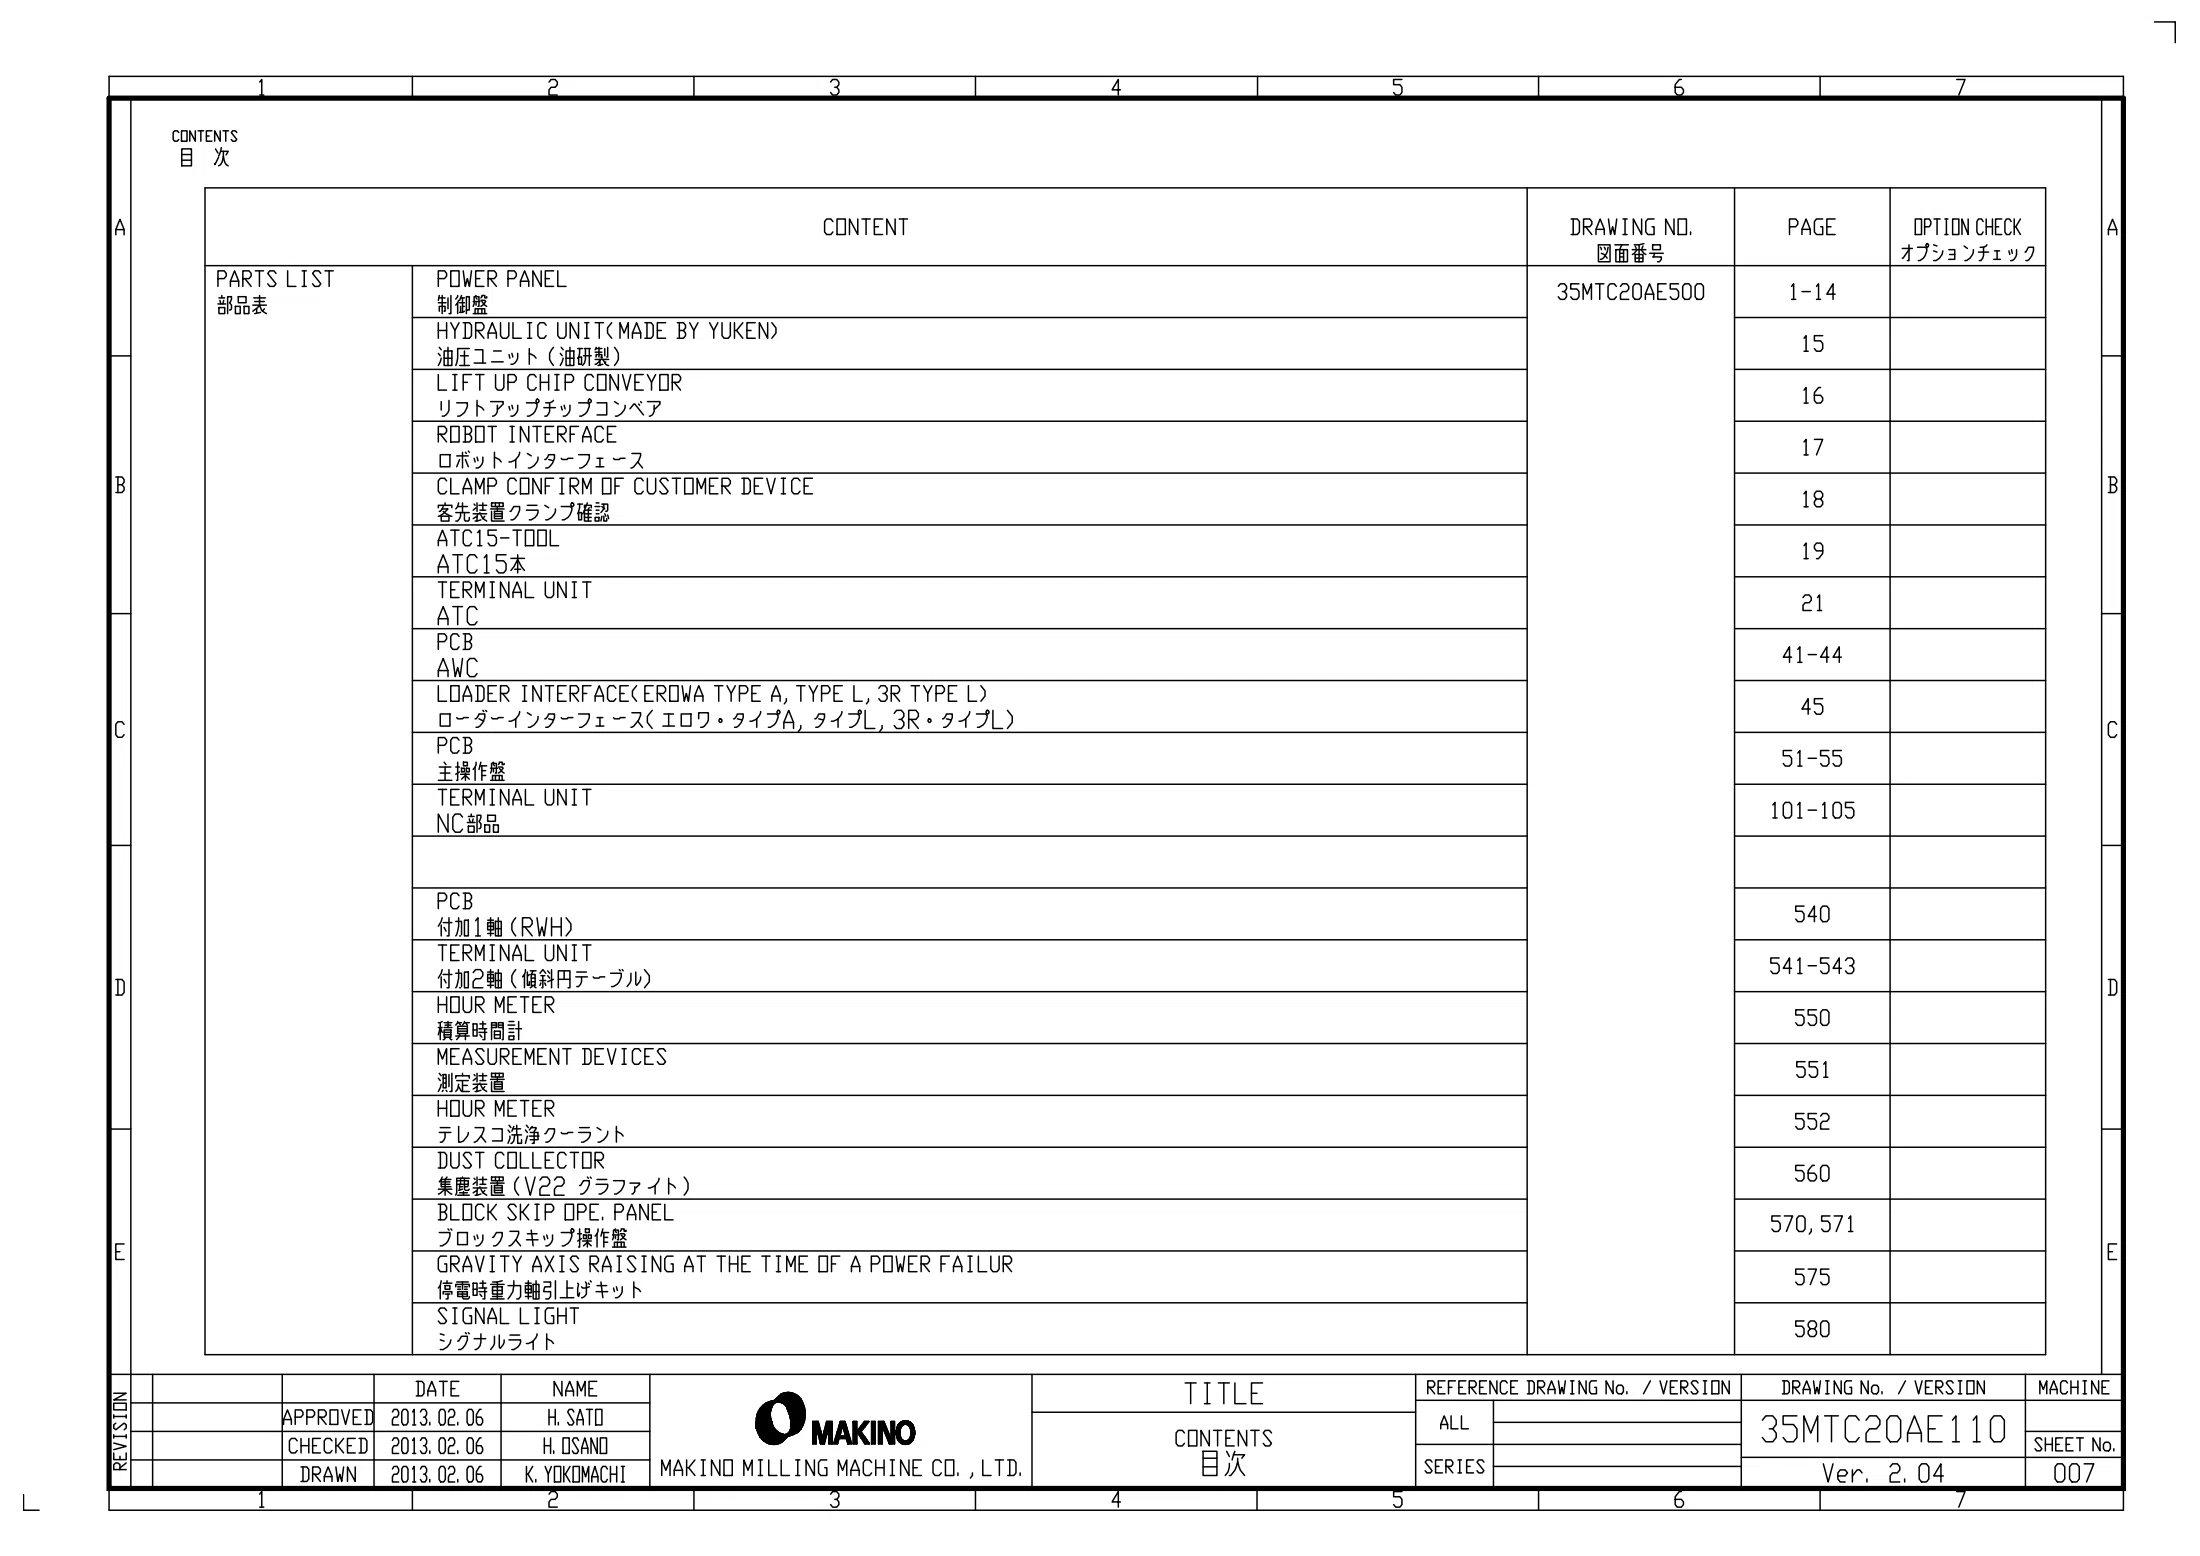 1 2 3 4 5 6 7
CONTENTS
目 次
CONTENT
DRAWING NO.
図面番号
PAGE
OPTION CHECK
オプションチェック
PARTS LIST
部品表
POWER PANEL
制御盤
35MTC20AE500
1-14
HYDRAULIC UNIT(MADE BY YUKEN)
油圧ユニット(油研製)
15
LIFT UP CHIP CONVEYOR
リフトアップチップコンベア
16
ROBOT INTERFACE
ロボットインターフェース
17
CLAMP CONFIRM OF CUSTOMER DEVICE
客先装置クランプ確認
18
ATC15-TOOL
ATC15本
19
TERMINAL UNIT
ATC
21
PCB
AWC
41-44
LOADER INTERFACE(EROWA TYPE A, TYPE L, 3R TYPE L)
ローダーインターフェース(エロワ・タイプA, タイプL, 3R・タイプL)
45
PCB
主操作盤
51-55
TERMINAL UNIT
NC部品
101-105
PCB
付加1軸(RWH)
540
TERMINAL UNIT
付加2軸(傾斜円テーブル)
541-543
HOUR METER
積算時間計
550
MEASUREMENT DEVICES
測定装置
551
HOUR METER
テレスコ洗浄クーラント
552
DUST COLLECTOR
集塵装置(V22 グラファイト)
560
BLOCK SKIP OPE. PANEL
ブロックスキップ操作盤
570, 571
GRAVITY AXIS RAISING AT THE TIME OF A POWER FAILUR
停電時重力軸引上げキット
575
SIGNAL LIGHT
シグナルライト
580
A A
B B
C C
D D
E E
REVISION
DATE NAME
APPROVED 2013. 02. 06 H. SATO
CHECKED 2013. 02. 06 H. OSANO
DRAWN 2013. 02. 06 K. YOKOMACHI
MAKINO
MAKINO MILLING MACHINE CO. , LTD.
TITLE
CONTENTS
目次
REFERENCE DRAWING No. / VERSION
ALL
SERIES
DRAWING No. / VERSION
35MTC20AE110
Ver. 2. 04
MACHINE
SHEET No.
007
1 2 3 4 5 6 7